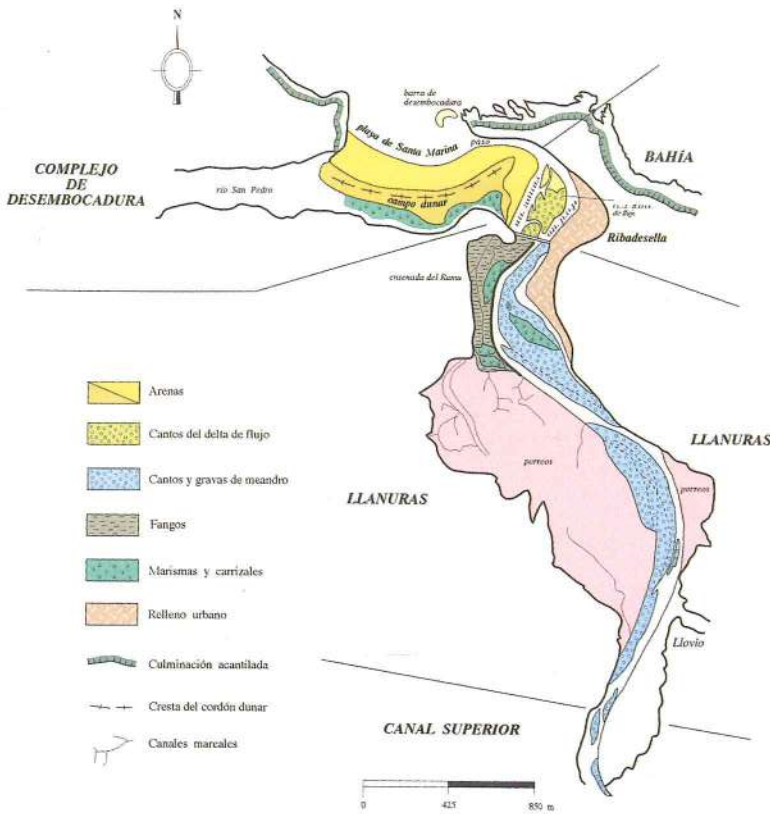 N
barra de
desembocadura
playa de Santa Marina
paso
BAHÍA
COMPLEJO
DE
DESEMBOCADURA
río San Pedro
campo dunar
Ribadesella
ensenada del Ramu
Arenas
Cantos del delta de flujo
Cantos y gravas de meandro
Fangos
Marismas y carrizales
Relleno urbano
Culminación acantilada
Cresta del cordón dunar
Canales mareales
LLANURAS
porreos
LLANURAS
porreos
Llovio
CANAL SUPERIOR
0 425 850 m